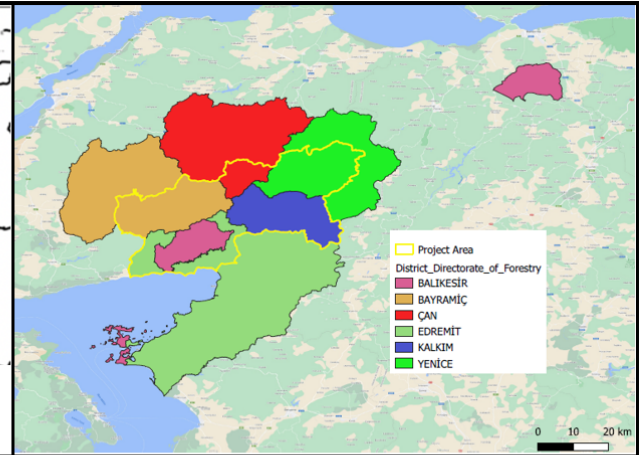 Project Area
District_Directorate_of_Forestry
BALIKESİR
BAYRAMİÇ
ÇAN
EDREMİT
KALKIM
YENİCE
0 10 20 km